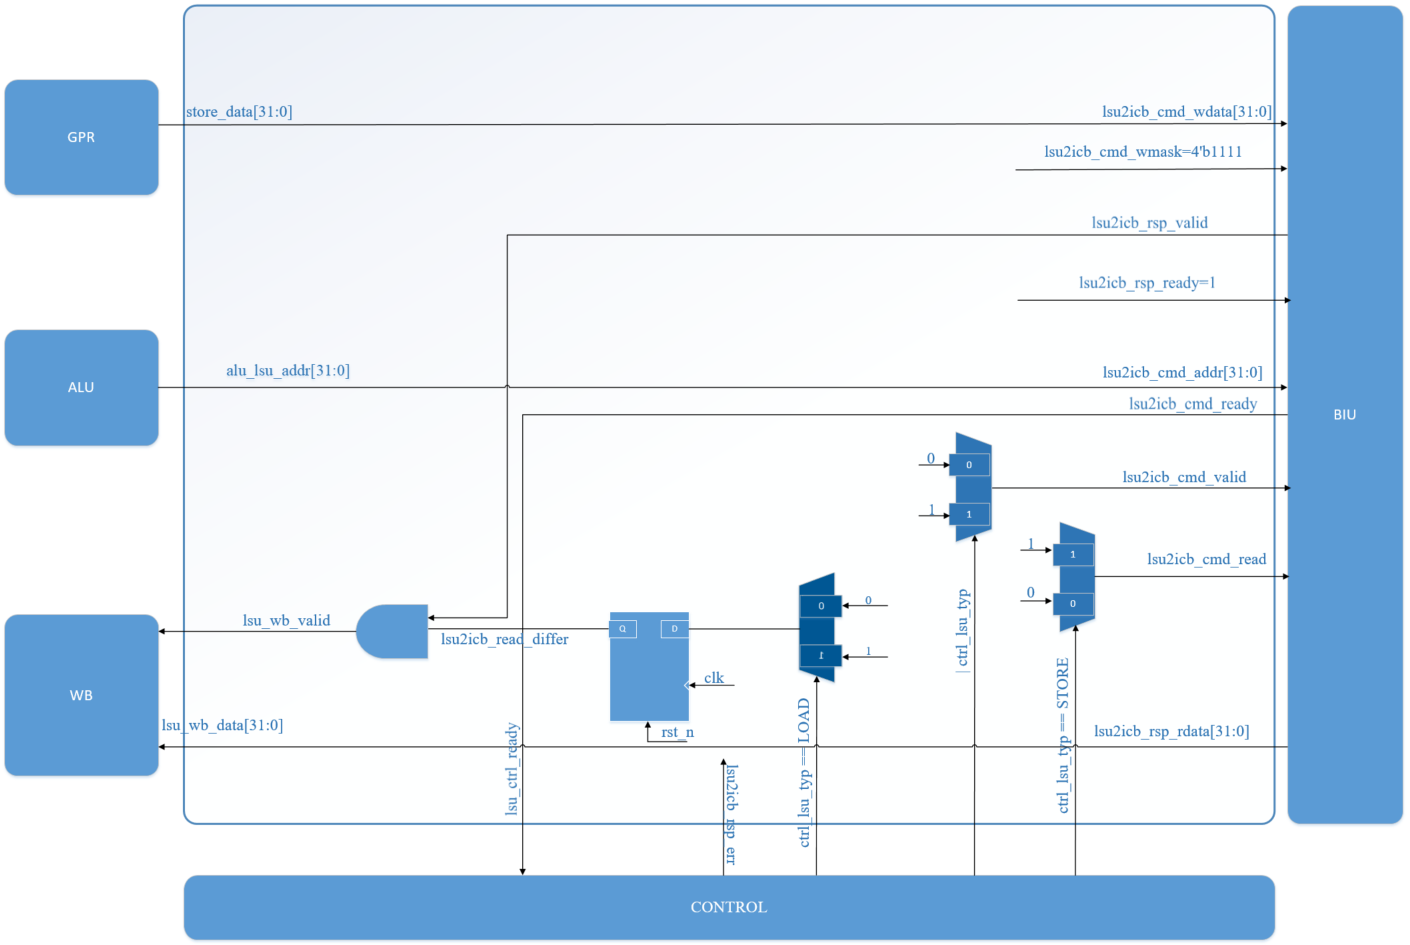 GPR
store_data[31:0]
lsu2icb_cmd_wdata[31:0]
lsu2icb_cmd_wmask=4'b1111
lsu2icb_rsp_valid
lsu2icb_rsp_ready=1
ALU
alu_lsu_addr[31:0]
lsu2icb_cmd_addr[31:0]
lsu2icb_cmd_ready
BIU
0
0
lsu2icb_cmd_valid
1
1
1
1
lsu2icb_cmd_read
0
0
| ctrl_lsu_typ
0
0
1
1
lsu_wb_valid
lsu2icb_read_differ
Q
D
clk
rst_n
WB
lsu_wb_data[31:0]
lsu2icb_rsp_rdata[31:0]
lsu_ctrl_ready
lsu2icb_rsp_err
ctrl_lsu_typ == LOAD
ctrl_lsu_typ == STORE
CONTROL